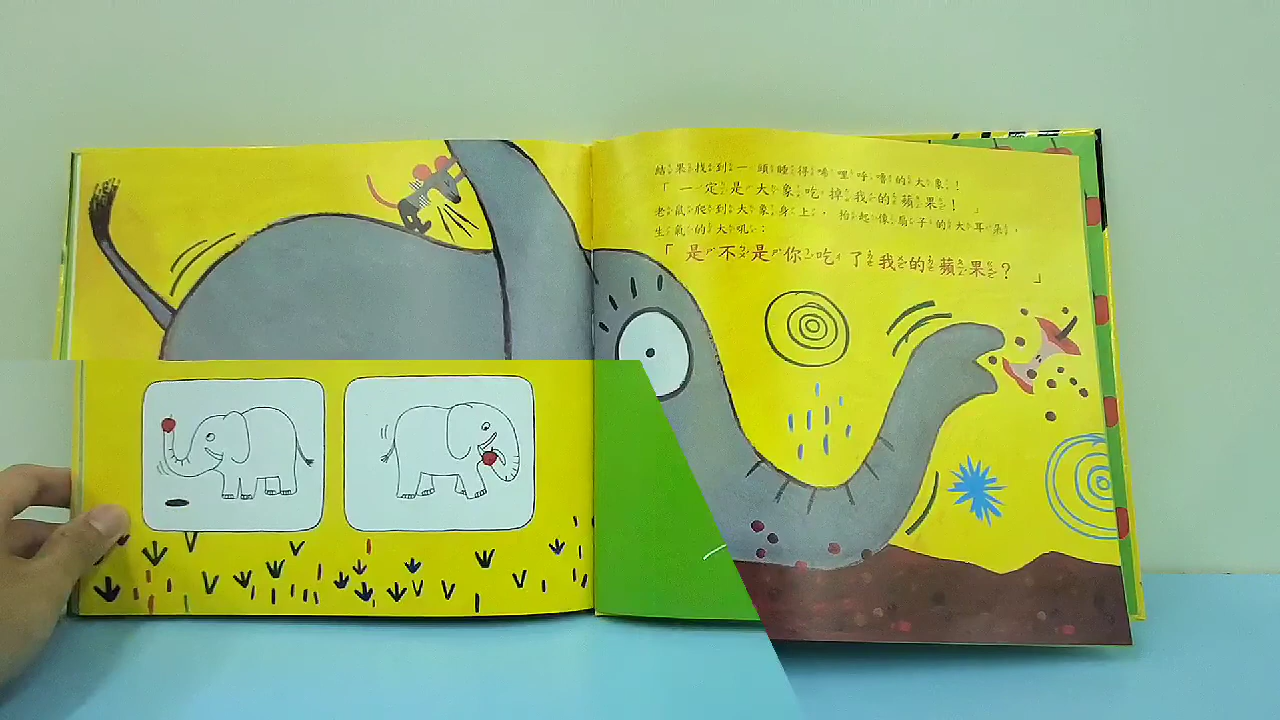 結果找到一頭睡得唏哩呼嚕的大象！
「一定是大象吃掉我的蘋果！」
老鼠爬到大象身上，抬起像扇子的大耳朵，
生氣的大吼：
「是不是你吃了我的蘋果？」